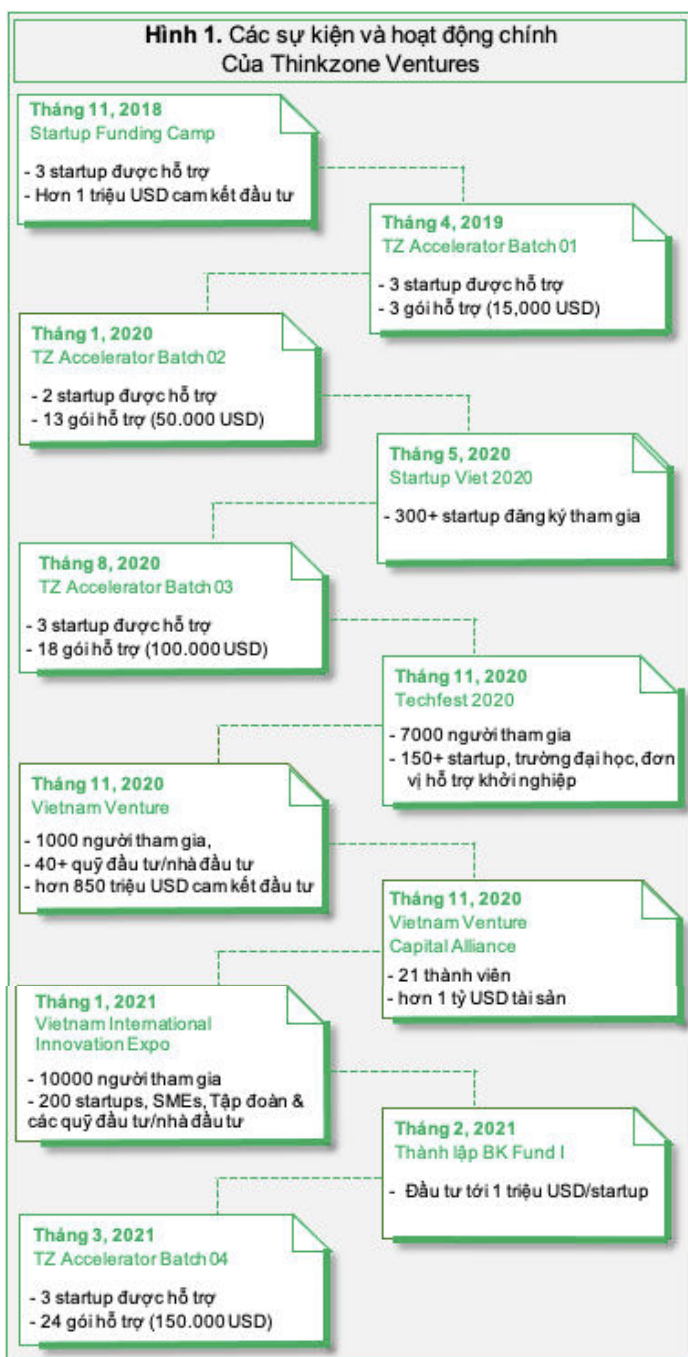 Hình 1. Các sự kiện và hoạt động chính
Của Thinkzone Ventures
Tháng 11, 2018
Startup Funding Camp
- 3 startup được hỗ trợ
- Hơn 1 triệu USD cam kết đầu tư
Tháng 4, 2019
TZ Accelerator Batch 01
- 3 startup được hỗ trợ
- 3 gói hỗ trợ (15,000 USD)
Tháng 1, 2020
TZ Accelerator Batch 02
- 2 startup được hỗ trợ
- 13 gói hỗ trợ (50.000 USD)
Tháng 5, 2020
Startup Viet 2020
- 300+ startup đăng ký tham gia
Tháng 8, 2020
TZ Accelerator Batch 03
- 3 startup được hỗ trợ
- 18 gói hỗ trợ (100.000 USD)
Tháng 11, 2020
Techfest 2020
- 7000 người tham gia
- 150+ startup, trường đại học, đơn
vị hỗ trợ khởi nghiệp
Tháng 11, 2020
Vietnam Venture
- 1000 người tham gia,
- 40+ quỹ đầu tư/nhà đầu tư
- hơn 850 triệu USD cam kết đầu tư
Tháng 11, 2020
Vietnam Venture
Capital Alliance
- 21 thành viên
- hơn 1 tỷ USD tài sản
Tháng 1, 2021
Vietnam International
Innovation Expo
- 10000 người tham gia
- 200 startups, SMEs, Tập đoàn &
các quỹ đầu tư/nhà đầu tư
Tháng 2, 2021
Thành lập BK Fund I
- Đầu tư tới 1 triệu USD/startup
Tháng 3, 2021
TZ Accelerator Batch 04
- 3 startup được hỗ trợ
- 24 gói hỗ trợ (150.000 USD)